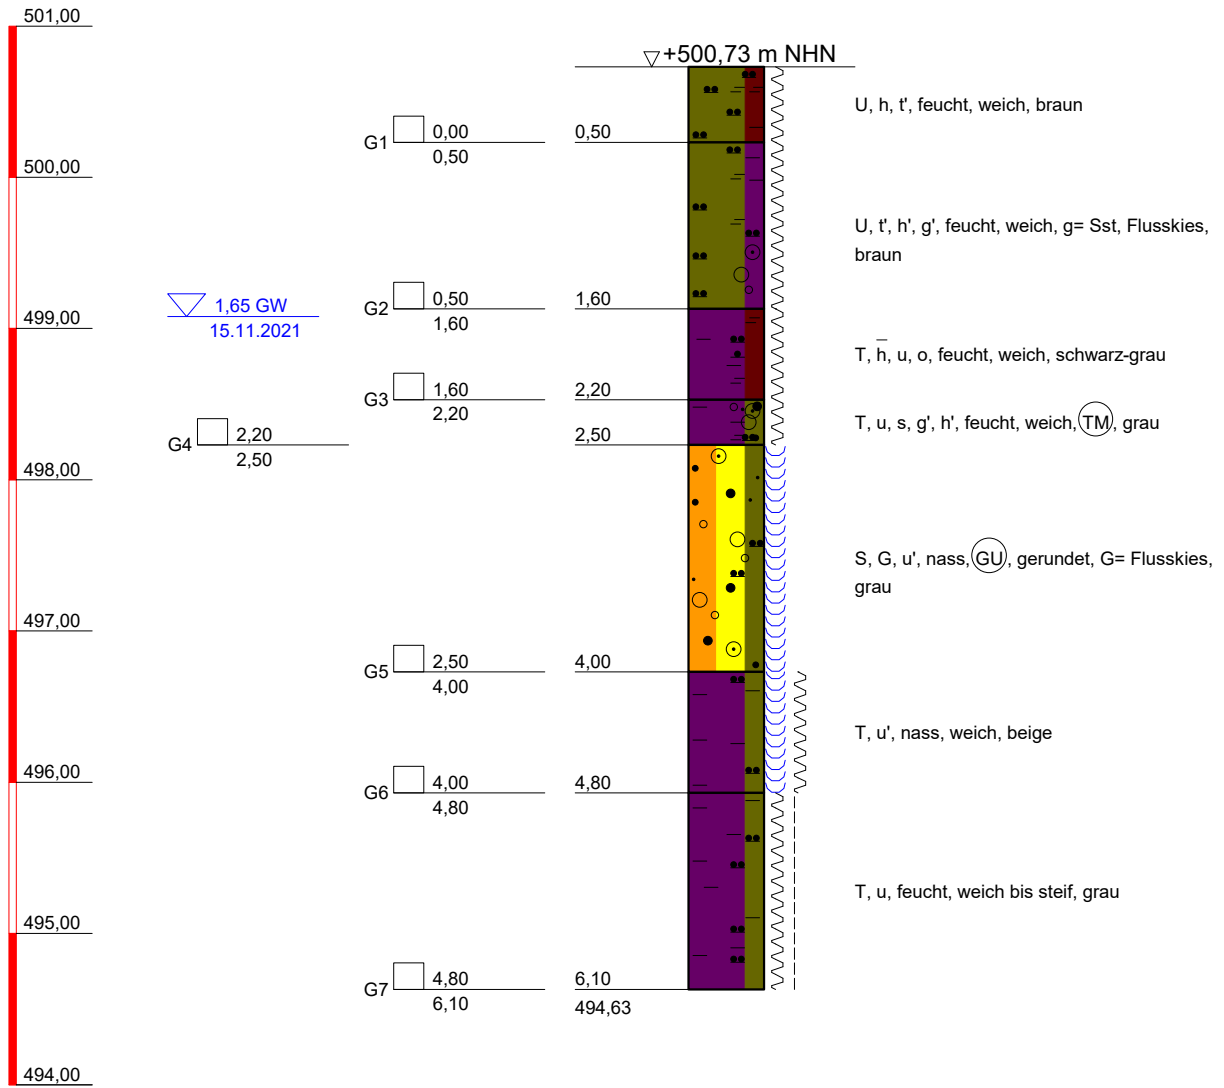 501,00
+500,73 m NHN
U, h, t', feucht, weich, braun
G1 0,00 0,50
0,50
500,00
U, t', h', g', feucht, weich, g= Sst, Flusskies,
braun
G2 0,50 1,60
1,60
1,65 GW
15.11.2021
499,00
T, h̅, u, o, feucht, weich, schwarz-grau
G3 1,60 2,20
2,20
T, u, s, g', h', feucht, weich, TM, grau
G4 2,20 2,50
2,50
498,00
S, G, u', nass, GU, gerundet, G= Flusskies,
grau
497,00
G5 2,50 4,00
4,00
T, u', nass, weich, beige
496,00
G6 4,00 4,80
4,80
T, u, feucht, weich bis steif, grau
495,00
G7 4,80 6,10
6,10 494,63
494,00